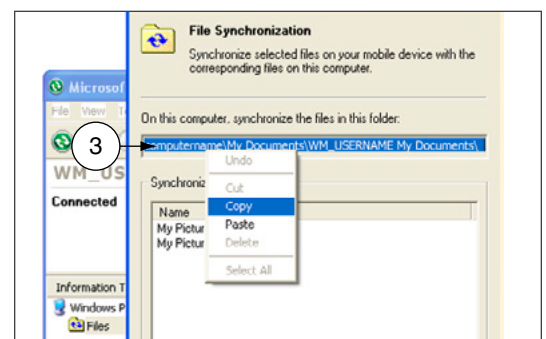 File Synchronization
Synchronize selected files on your mobile device with the
corresponding files on this computer.
Microsof
File View T
On this computer, synchronize the files in this folder:
3
omputername\My Documents\WM_USERNAME My Documents\
WM_US
Undo
Synchroniz
Cut
Connected
Copy
Name
Paste
My Pictur
Delete
My Pictur
Select All
Information T
Windows P
Files